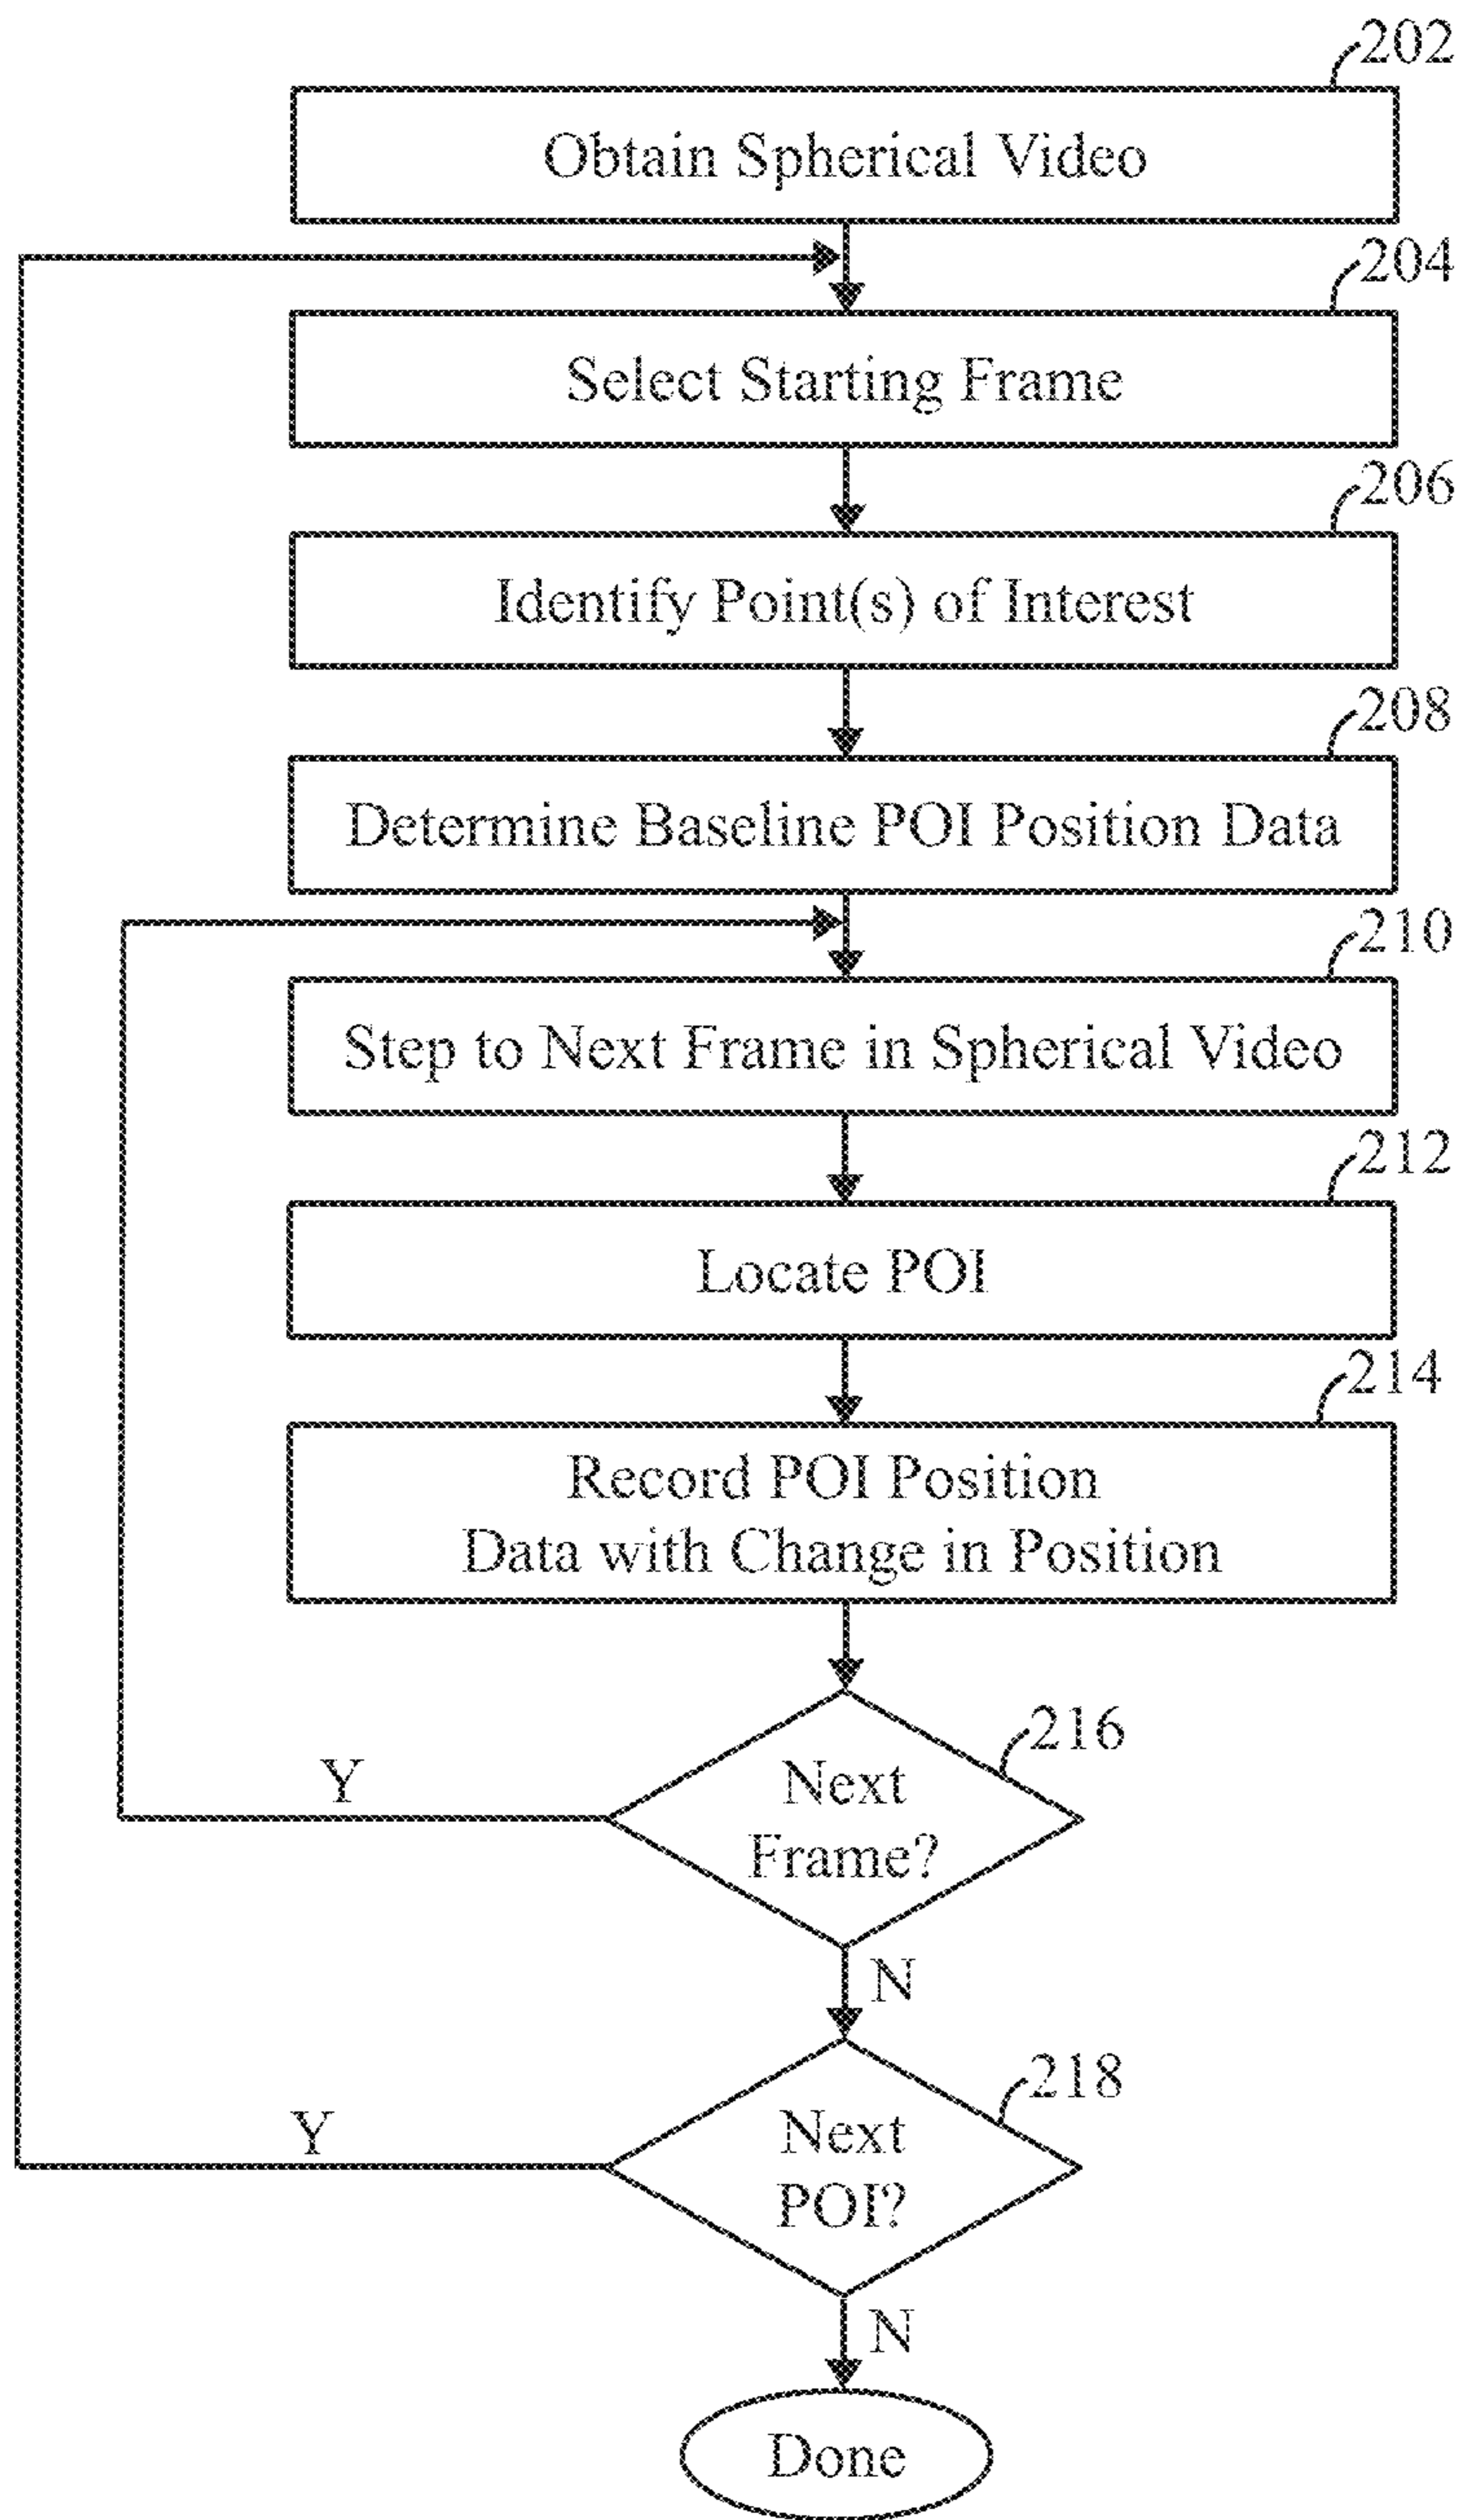 202
Obtain Spherical Video
204
Select Starting Frame
206
Identify Point(s) of Interest
208
Determine Baseline POI Position Data
210
Step to Next Frame in Spherical Video
212
Locate POI
214
Record POI Position
Data with Change in Position
216
Next
Frame?
Y
N
218
Next
POI?
Y
N
Done